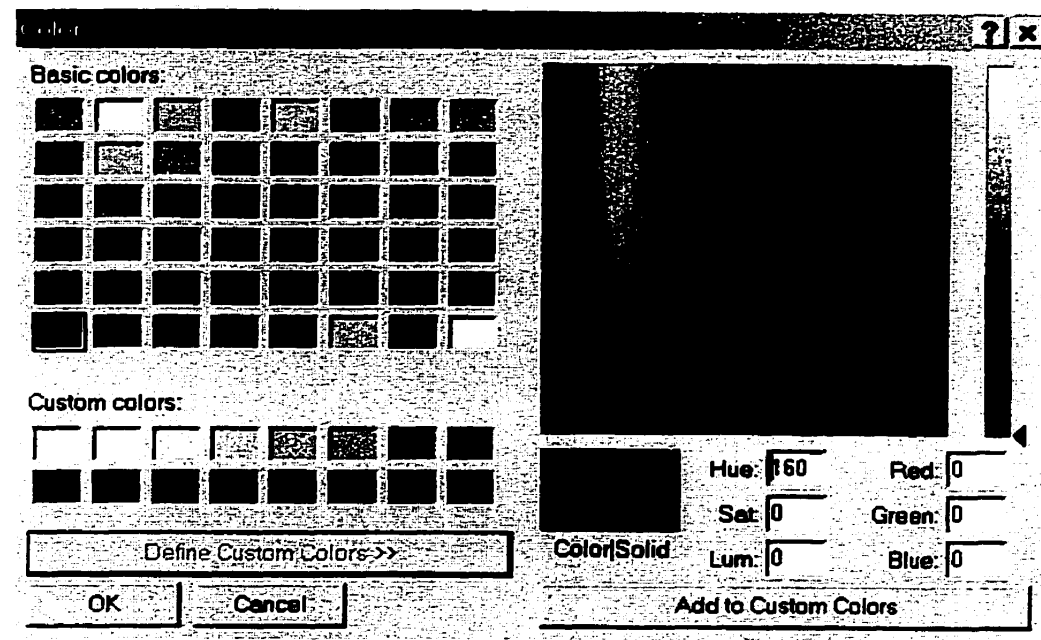 Color
Basic colors:
Custom colors:
Define Custom Colors >>
OK Cancel
Color|Solid
Hue: 160 Red: 0
Sat: 0 Green: 0
Lum: 0 Blue: 0
Add to Custom Colors